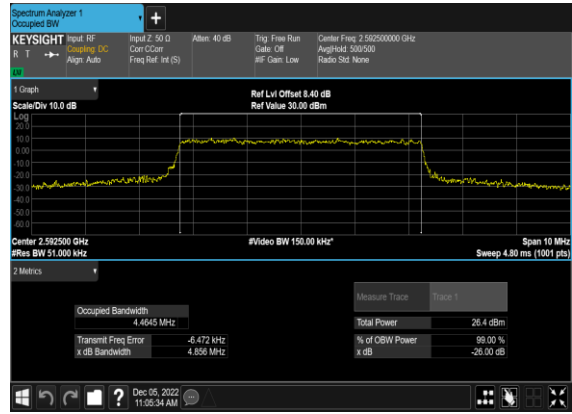 Spectrum Analyzer 1
Occupied BW
+
KEYSIGHT Input: RF Input Z: 50 Ω Atten: 40 dB Trig: Free Run Center Freq: 2.592500000 GHz
R T Coupling: DC Corr CCorr Gate: Off Avg|Hold: 500/500
Align: Auto Freq Ref: Int (S) #IF Gain: Low Radio Std: None
LW
1 Graph
Ref Lvl Offset 8.40 dB
Scale/Div 10.0 dB Ref Value 30.00 dBm
Log
20.0
10.0
0.00
-10.0
-20.0
-30.0
-40.0
-50.0
-60.0
Center 2.592500 GHz #Video BW 150.00 kHz* Span 10 MHz
#Res BW 51.000 kHz Sweep 4.80 ms (1001 pts)
2 Metrics
Measure Trace Trace 1
Occupied Bandwidth
4.4645 MHz Total Power 26.4 dBm
Transmit Freq Error -6.472 kHz % of OBW Power 99.00 %
x dB Bandwidth 4.856 MHz x dB -26.00 dB
? Dec 05, 2022
11:05:34 AM